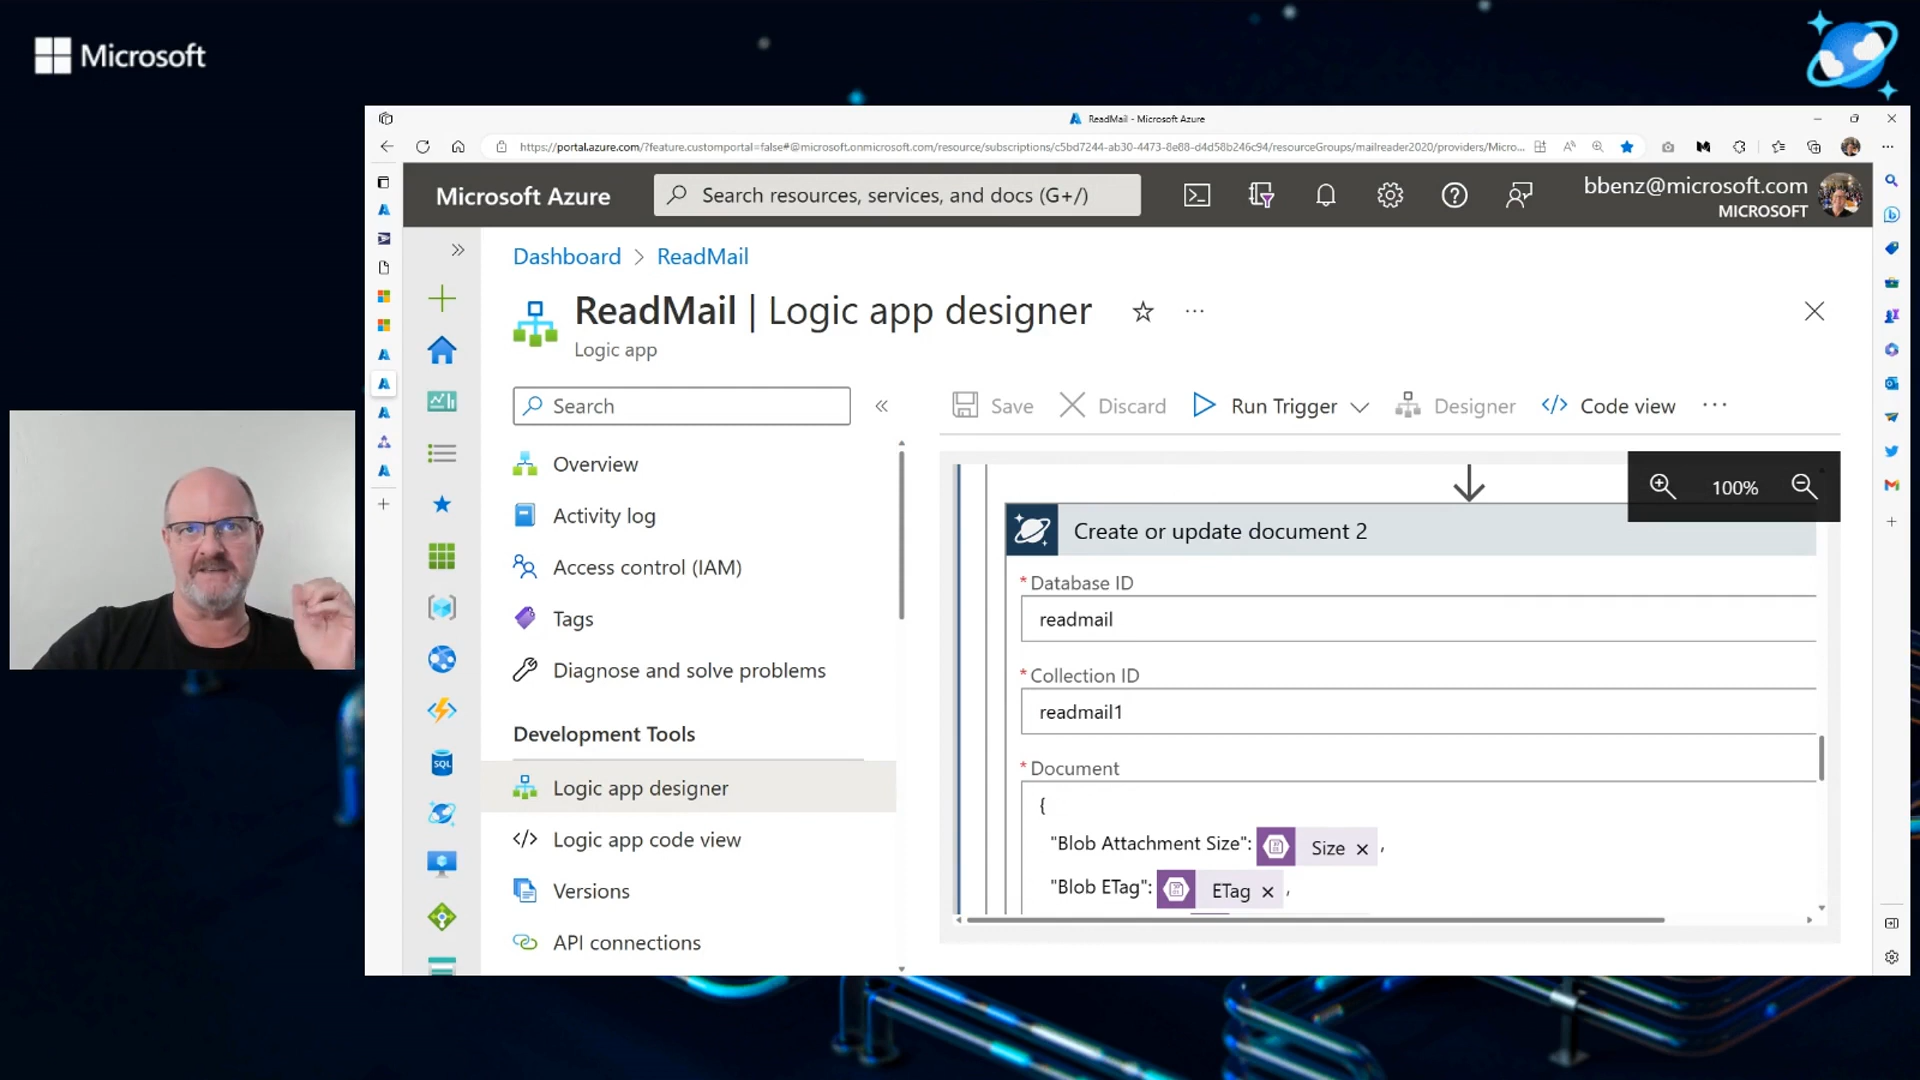 Microsoft
ReadMail - Microsoft Azure
https://portal.azure.com/?feature.customportal=false#@microsoft.onmicrosoft.com/resource/subscriptions/c5bd7244-ab30-4473-8e88-d4d58b246c94/resourceGroups/mailreader2020/providers/Micro...
Microsoft Azure
Search resources, services, and docs (G+/)
bbenz@microsoft.com
MICROSOFT
Dashboard > ReadMail
ReadMail | Logic app designer
Logic app
Search
Save
Discard
Run Trigger
Designer
Code view
Overview
Activity log
Access control (IAM)
Tags
Diagnose and solve problems
Development Tools
Logic app designer
Logic app code view
Versions
API connections
100%
Create or update document 2
* Database ID
readmail
* Collection ID
readmail1
* Document
{
"Blob Attachment Size": Size × ,
"Blob ETag": ETag × ,
SQL